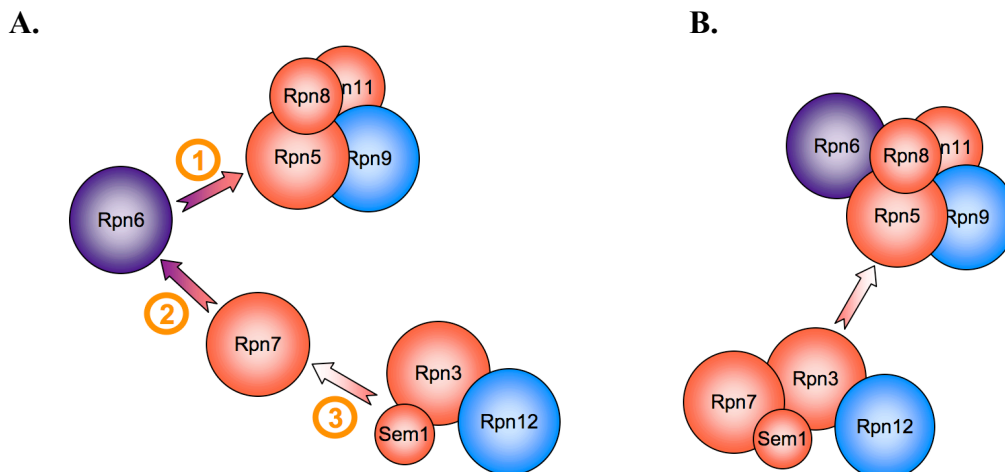 A.
Rpn8
n11
Rpn5
Rpn9
1
Rpn6
2
Rpn7
3
Rpn3
Sem1
Rpn12
B.
Rpn6
Rpn8
n11
Rpn5
Rpn9
Rpn7
Rpn3
Sem1
Rpn12